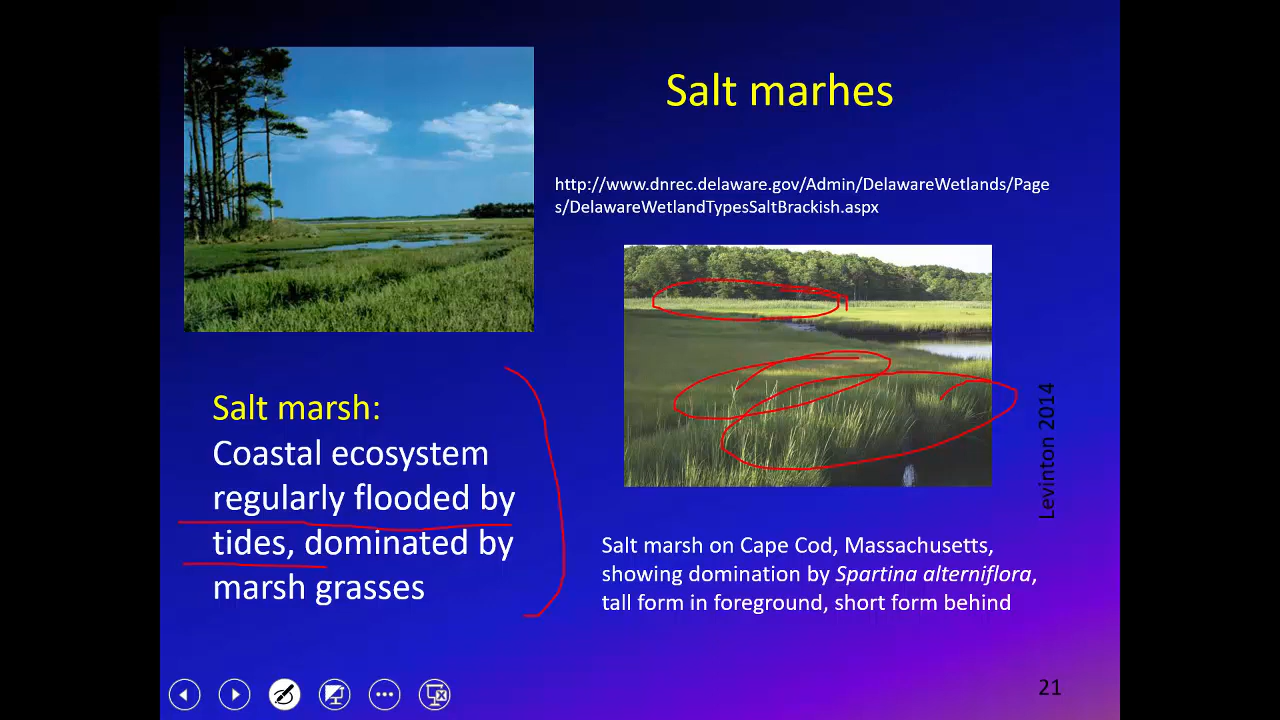 Salt marhes
http://www.dnrec.delaware.gov/Admin/DelawareWetlands/Page
s/DelawareWetlandTypesSaltBrackish.aspx
Levinton 2014
Salt marsh:
Coastal ecosystem
regularly flooded by
tides, dominated by
marsh grasses
Salt marsh on Cape Cod, Massachusetts,
showing domination by Spartina alterniflora,
tall form in foreground, short form behind
21